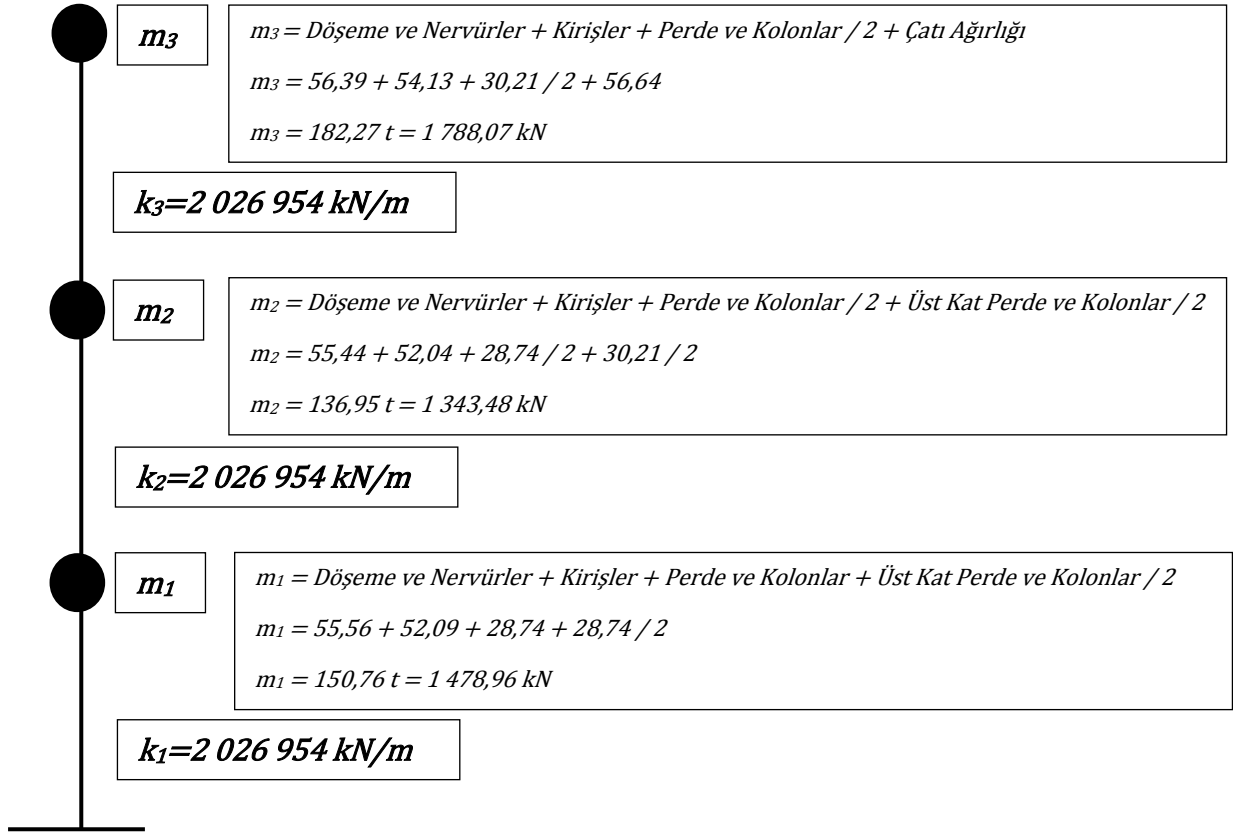 m3
m3 = Döşeme ve Nervürler + Kirişler + Perde ve Kolonlar / 2 + Çatı Ağırlığı
m3 = 56,39 + 54,13 + 30,21 / 2 + 56,64
m3 = 182,27 t = 1 788,07 kN
k3=2 026 954 kN/m
m2
m2 = Döşeme ve Nervürler + Kirişler + Perde ve Kolonlar / 2 + Üst Kat Perde ve Kolonlar / 2
m2 = 55,44 + 52,04 + 28,74 / 2 + 30,21 / 2
m2 = 136,95 t = 1 343,48 kN
k2=2 026 954 kN/m
m1
m1 = Döşeme ve Nervürler + Kirişler + Perde ve Kolonlar + Üst Kat Perde ve Kolonlar / 2
m1 = 55,56 + 52,09 + 28,74 + 28,74 / 2
m1 = 150,76 t = 1 478,96 kN
k1=2 026 954 kN/m